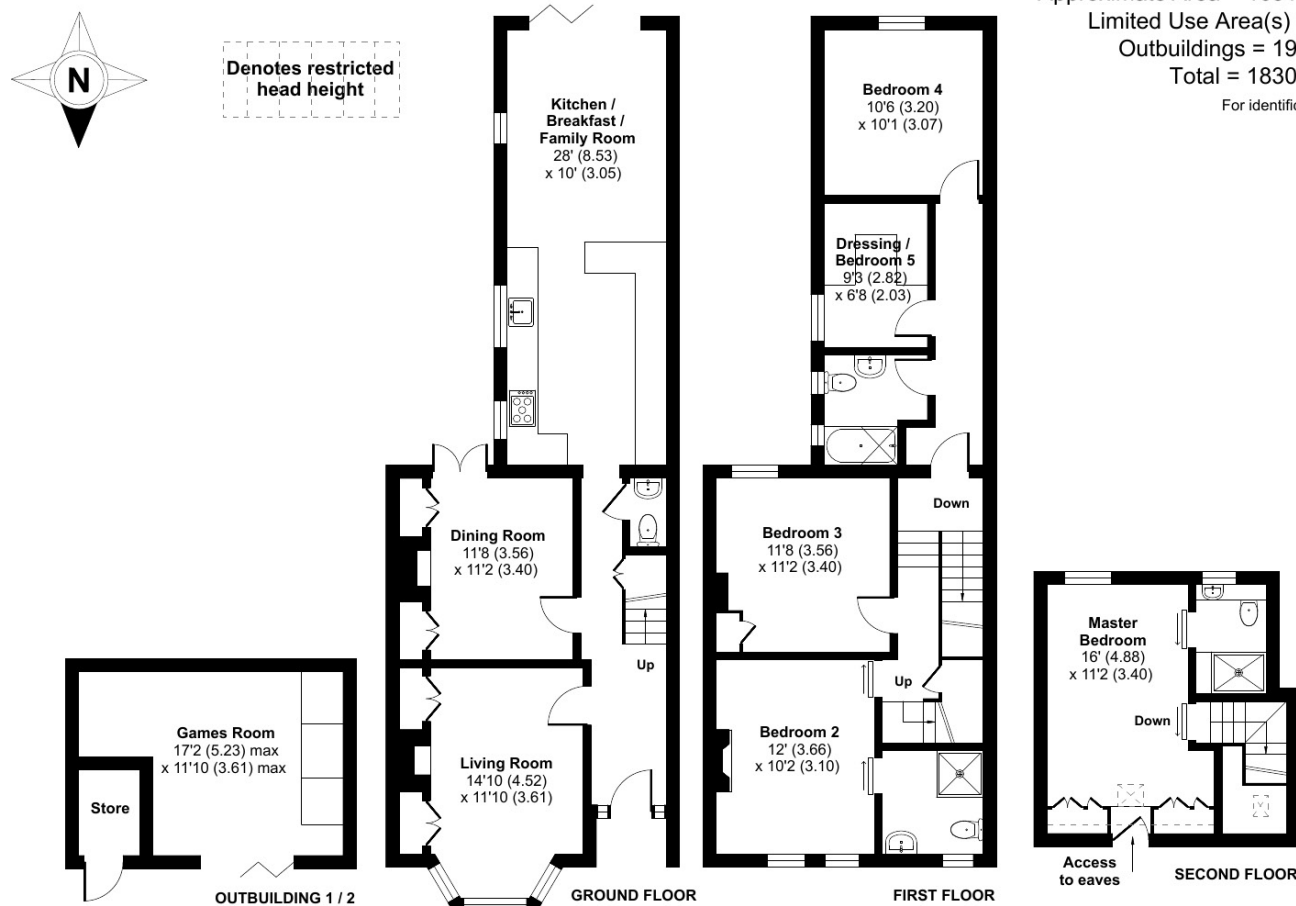 Limited Use Area(s)
Outbuildings = 19
Total = 1830
For identific
N
Denotes restricted
head height
Kitchen /
Breakfast /
Family Room
28' (8.53)
x 10' (3.05)
Bedroom 4
10'6 (3.20)
x 10'1 (3.07)
Dressing /
Bedroom 5
9'3 (2.82)
x 6'8 (2.03)
Dining Room
11'8 (3.56)
x 11'2 (3.40)
Up
Living Room
14'10 (4.52)
x 11'10 (3.61)
Games Room
17'2 (5.23) max
x 11'10 (3.61) max
Store
OUTBUILDING 1 / 2
GROUND FLOOR
Down
Bedroom 3
11'8 (3.56)
x 11'2 (3.40)
Up
Bedroom 2
12' (3.66)
x 10'2 (3.10)
FIRST FLOOR
Master
Bedroom
16' (4.88)
x 11'2 (3.40)
Down
Access
to eaves
SECOND FLOOR